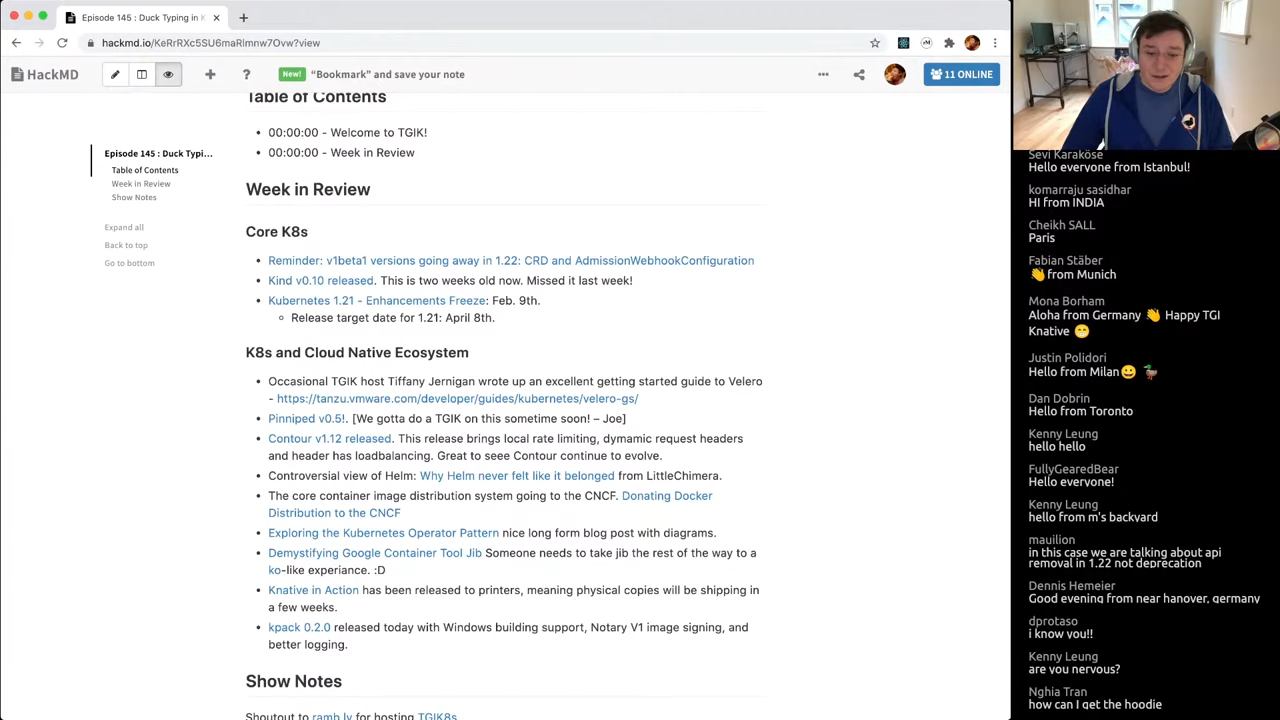 Episode 145 : Duck Typing in K
hackmd.io/KeRrRXc5SU6maRlmnw7Ovw?view
HackMD
New!
"Bookmark" and save your note
11 ONLINE
Episode 145 : Duck Typi...
Table of Contents
Week in Review
Show Notes
Expand all
Back to top
Go to bottom
Table of Contents
• 00:00:00 - Welcome to TGIK!
• 00:00:00 - Week in Review
Week in Review
Core K8s
• Reminder: v1beta1 versions going away in 1.22: CRD and AdmissionWebhookConfiguration
• Kind v0.10 released. This is two weeks old now. Missed it last week!
• Kubernetes 1.21 - Enhancements Freeze: Feb. 9th.
◦ Release target date for 1.21: April 8th.
K8s and Cloud Native Ecosystem
• Occasional TGIK host Tiffany Jernigan wrote up an excellent getting started guide to Velero
- https://tanzu.vmware.com/developer/guides/kubernetes/velero-gs/
• Pinniped v0.5!. [We gotta do a TGIK on this sometime soon! – Joe]
• Contour v1.12 released. This release brings local rate limiting, dymamic request headers
and header has loadbalancing. Great to seee Contour continue to evolve.
• Controversial view of Helm: Why Helm never felt like it belonged from LittleChimera.
• The core container image distribution system going to the CNCF. Donating Docker
Distribution to the CNCF
• Exploring the Kubernetes Operator Pattern nice long form blog post with diagrams.
• Demystifying Google Container Tool Jib Someone needs to take jib the rest of the way to a
ko-like experiance. :D
• Knative in Action has been released to printers, meaning physical copies will be shipping in
a few weeks.
• kpack 0.2.0 released today with Windows building support, Notary V1 image signing, and
better logging.
Show Notes
Shoutout to ramb.ly for hosting TGIK8s
Sevi Karaköse
Hello everyone from Istanbul!
komarraju sasidhar
HI from INDIA
Cheikh SALL
Paris
Fabian Stäber
👋from Munich
Mona Borham
Aloha from Germany 👋 Happy TGI
Knative 😁
Justin Polidori
Hello from Milan😀 🦆
Dan Dobrin
Hello from Toronto
Kenny Leung
hello hello
FullyGearedBear
Hello everyone!
Kenny Leung
hello from m's backyard
mauilion
in this case we are talking about api
removal in 1.22 not deprecation
Dennis Hemeier
Good evening from near hanover, germany
dprotaso
i know you!!
Kenny Leung
are you nervous?
Nghia Tran
how can I get the hoodie